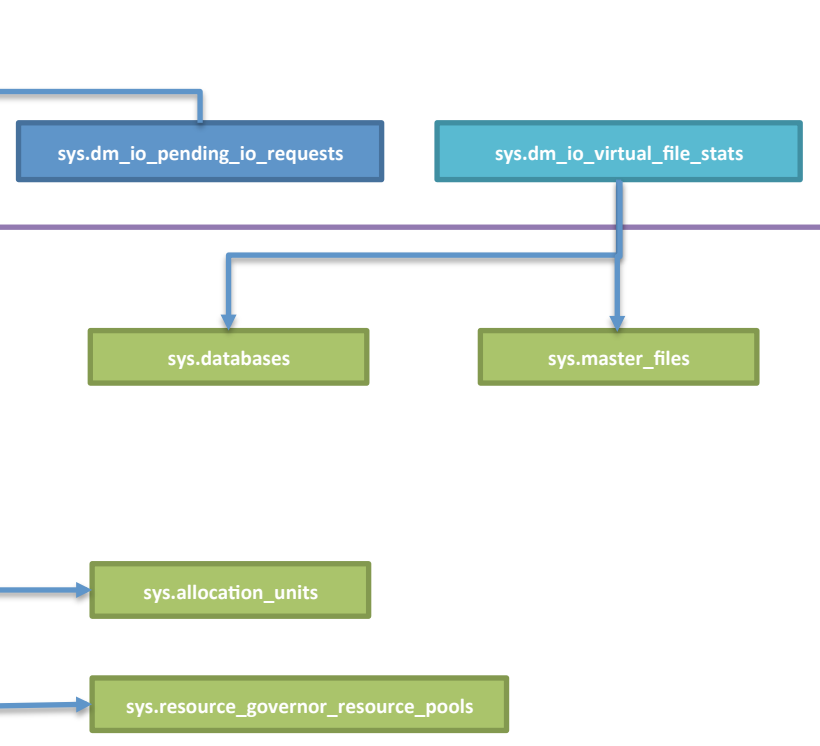 sys.dm_io_pending_io_requests
sys.dm_io_virtual_file_stats
sys.databases
sys.master_files
sys.allocation_units
sys.resource_governor_resource_pools